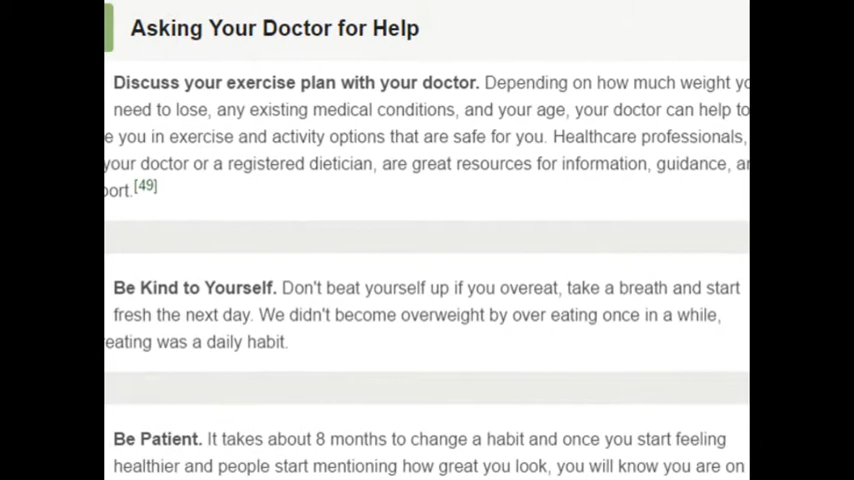 Asking Your Doctor for Help
Discuss your exercise plan with your doctor. Depending on how much weight
need to lose, any existing medical conditions, and your age, your doctor can help to
you in exercise and activity options that are safe for you. Healthcare professionals,
your doctor or a registered dietician, are great resources for information, guidance,
[49]
Be Kind to Yourself. Don't beat yourself up if you overeat, take a breath and start
fresh the next day. We didn't become overweight by over eating once in a while,
eating was a daily habit.
Be Patient. It takes about 8 months to change a habit and once you start feeling
healthier and people start mentioning how great you look, you will know you are on